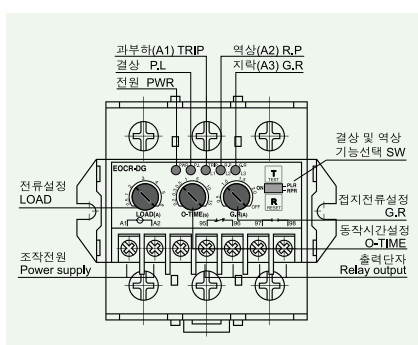 과부하(A1) TRIP
역상(A2) R.P
결상 P.L
지락(A3) G.R
전원 PWR
결상 및 역상
기능선택 SW
EOCR-DG
T
TEST
ON
PLR
RPR
OFF
R
RESET
전류설정
LOAD
접지전류설정
G.R
LOAD(A)
O-TIME(s)
G.R(A)
A1
A2
95
96
97
98
동작시간설정
O-TIME
조작전원
Power supply
출력단자
Relay output